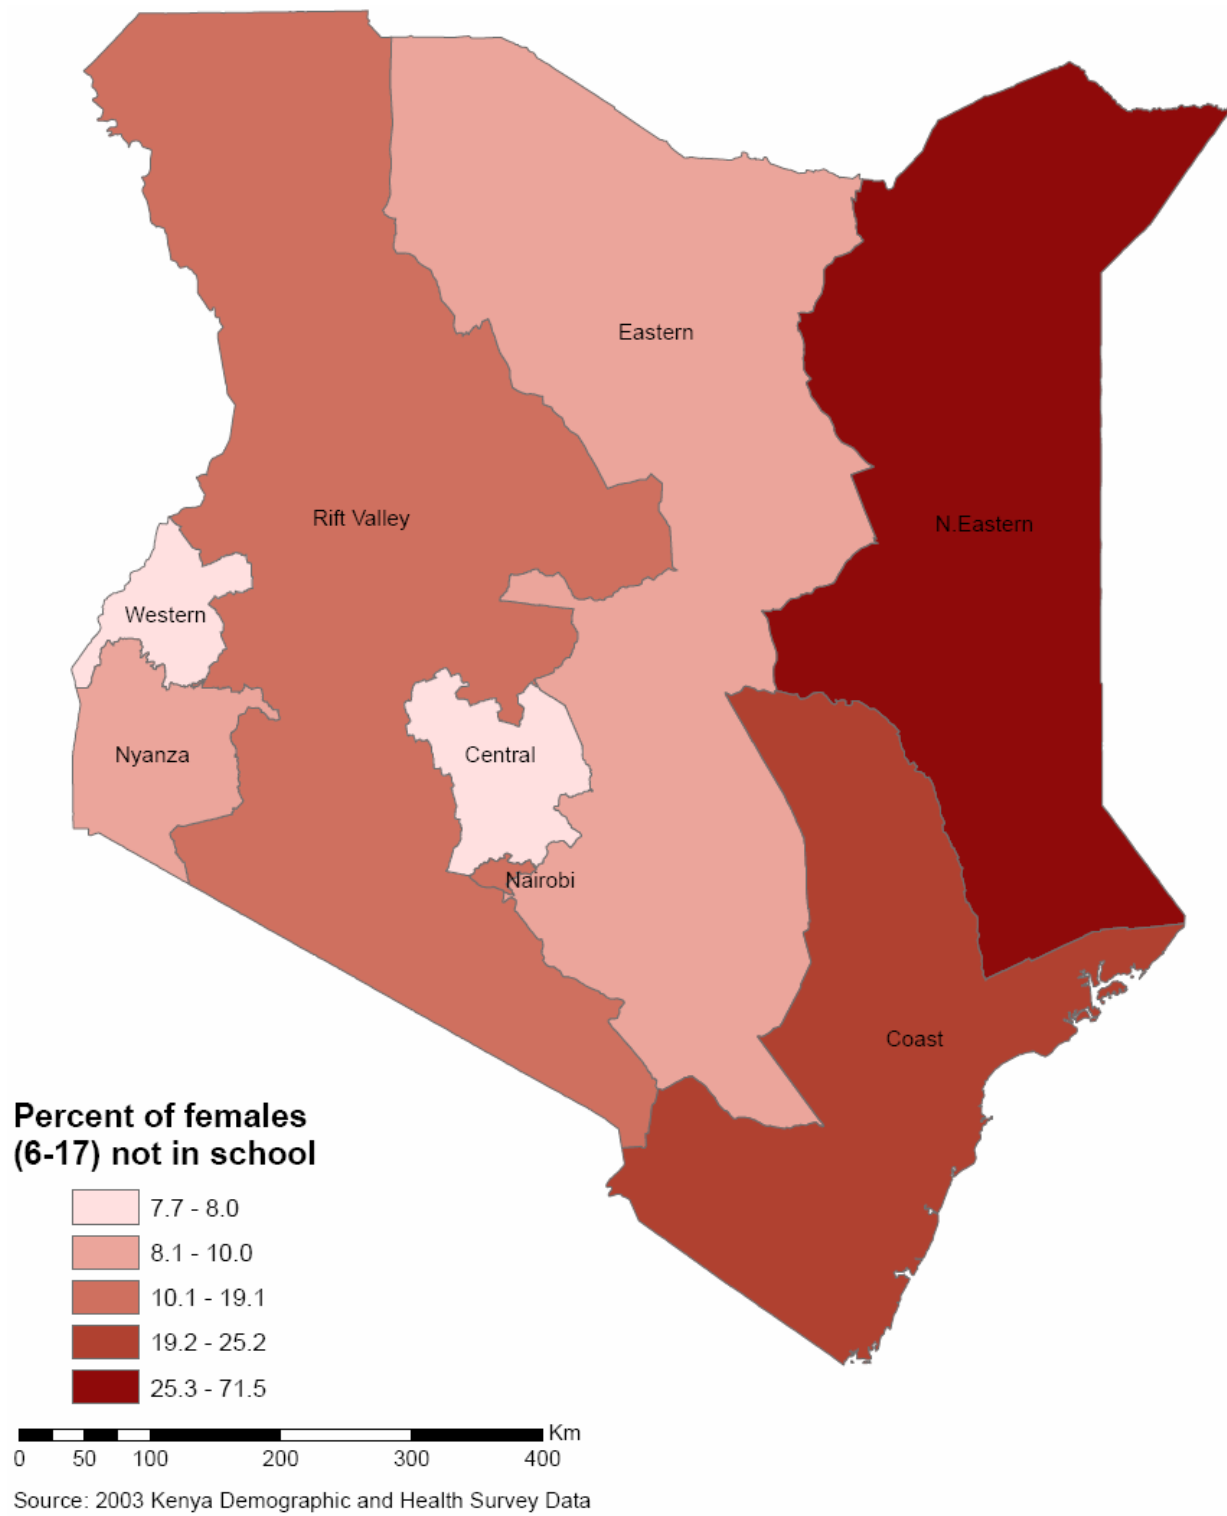 Eastern
Rift Valley
N.Eastern
Western
Nyanza
Central
Nairobi
Coast
Percent of females
(6-17) not in school
7.7 - 8.0
8.1 - 10.0
10.1 - 19.1
19.2 - 25.2
25.3 - 71.5
Km
0 50 100 200 300 400
Source: 2003 Kenya Demographic and Health Survey Data